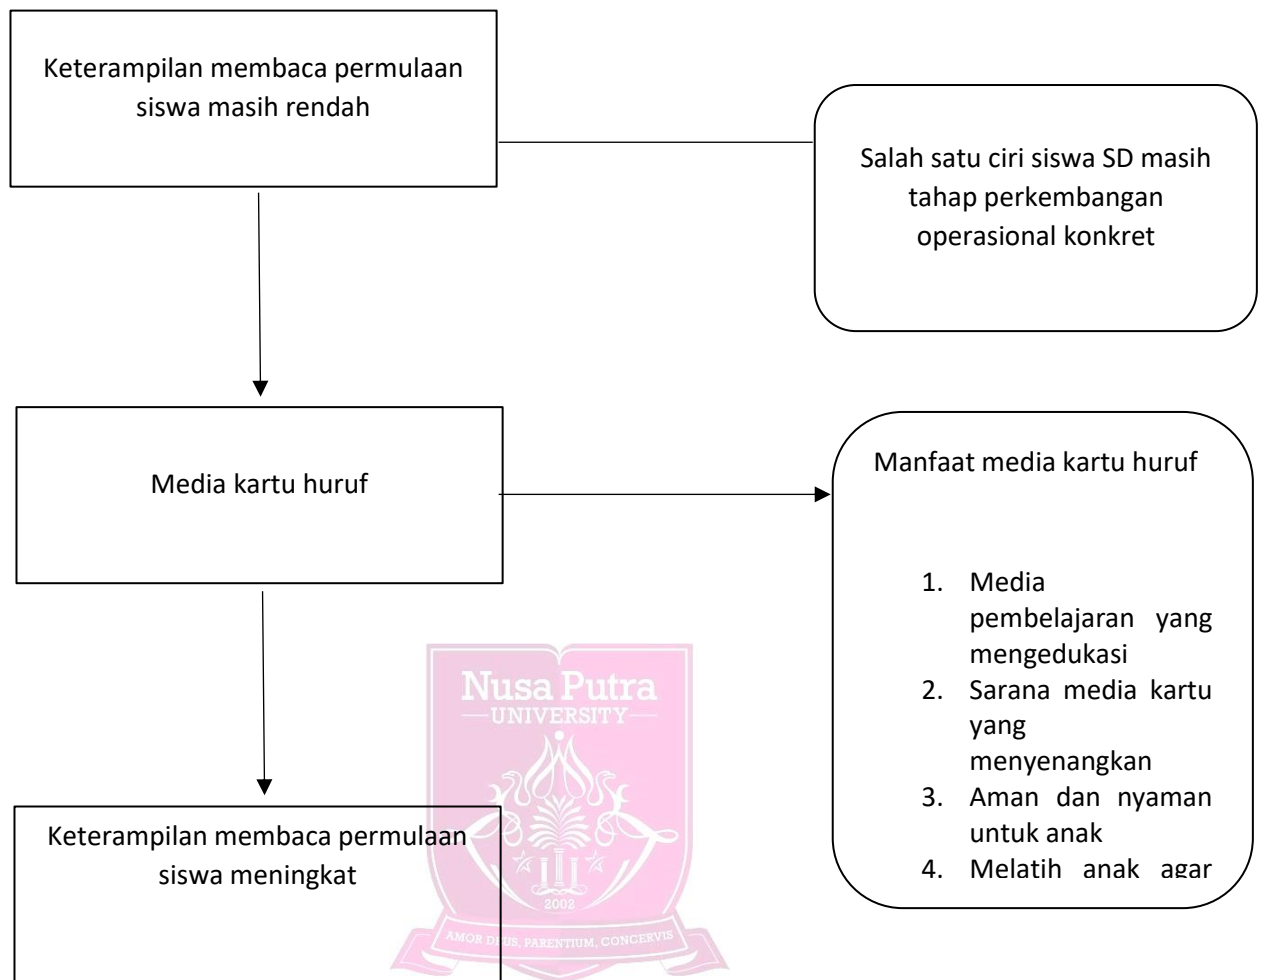 Keterampilan membaca permulaan
siswa masih rendah
Salah satu ciri siswa SD masih
tahap perkembangan
operasional konkret
Media kartu huruf
Manfaat media kartu huruf
1. Media
pembelajaran yang
mengedukasi
2. Sarana media kartu
yang
menyenangkan
3. Aman dan nyaman
untuk anak
4. Melatih anak agar
Nusa Putra
UNIVERSITY
2002
AMOR DEUS, PARENTIUM, CONCERVIS
Keterampilan membaca permulaan
siswa meningkat